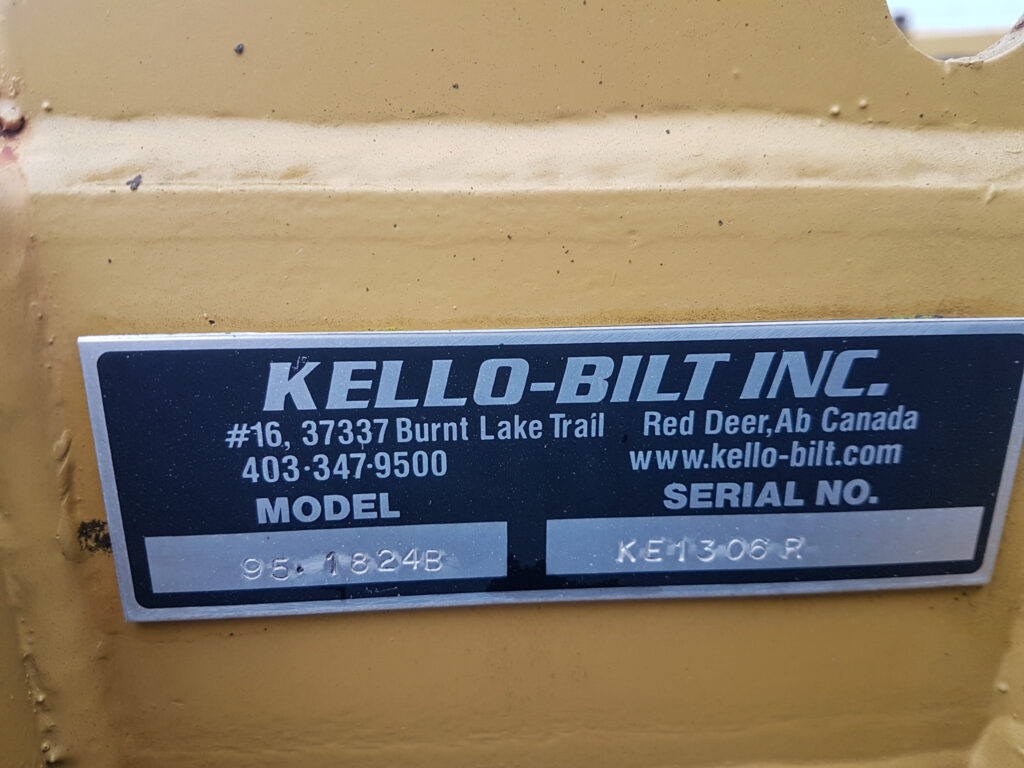 KELLO-BILT INC.
#16, 37337 Burnt Lake Trail Red Deer, Ab Canada
403·347·9500 www.kello-bilt.com
MODEL SERIAL NO.
95. 1824B KE1306R